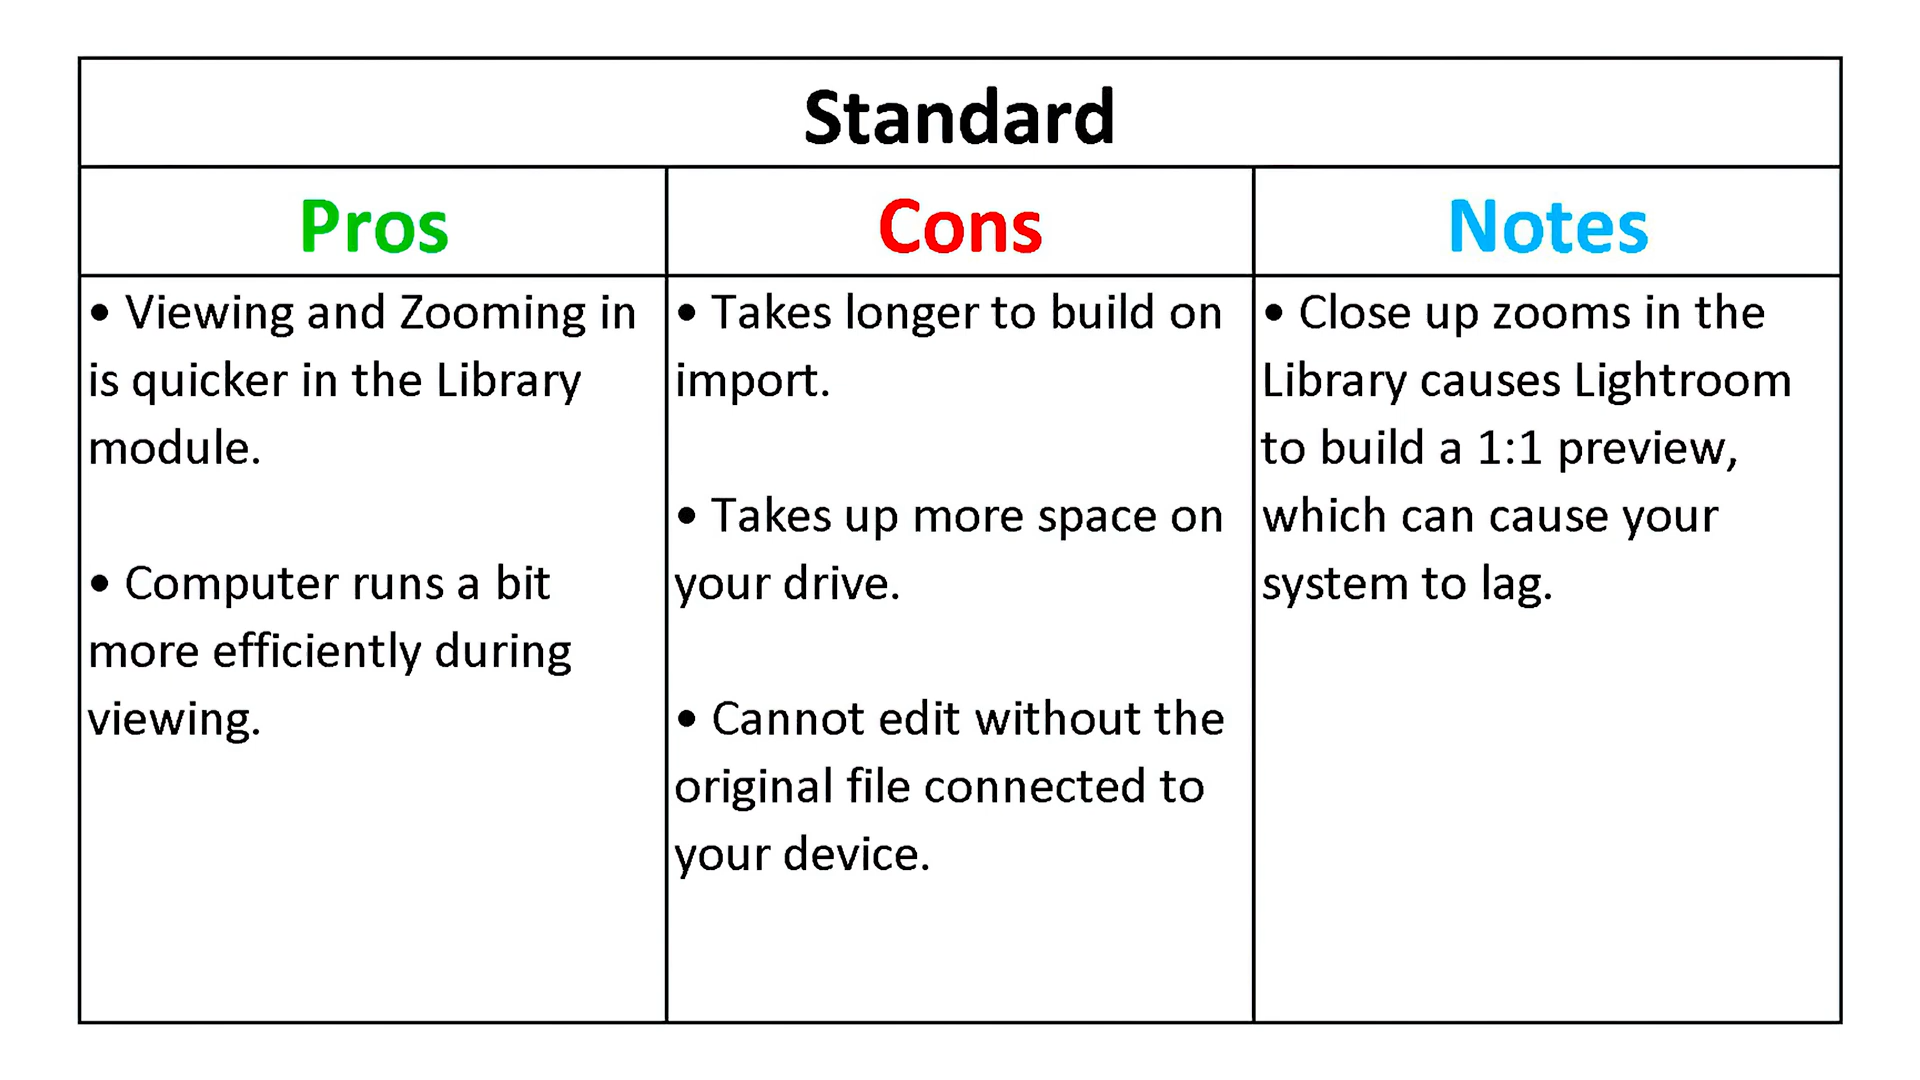 Standard
Pros
Cons
Notes
• Viewing and Zooming in
is quicker in the Library
module.
• Computer runs a bit
more efficiently during
viewing.
• Takes longer to build on
import.
• Takes up more space on
your drive.
• Cannot edit without the
original file connected to
your device.
• Close up zooms in the
Library causes Lightroom
to build a 1:1 preview,
which can cause your
system to lag.